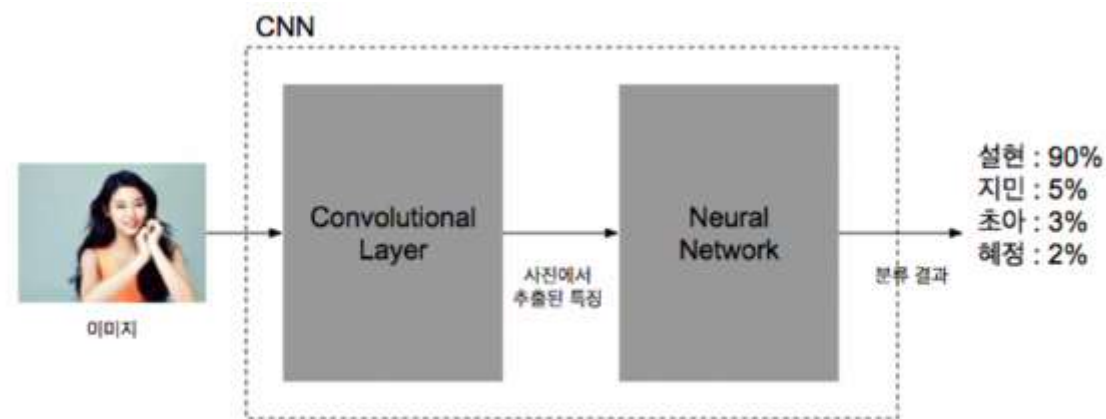 CNN
이미지
Convolutional
Layer
사진에서
추출된 특징
Neural
Network
분류 결과
설현 : 90%
지민 : 5%
초아 : 3%
혜정 : 2%